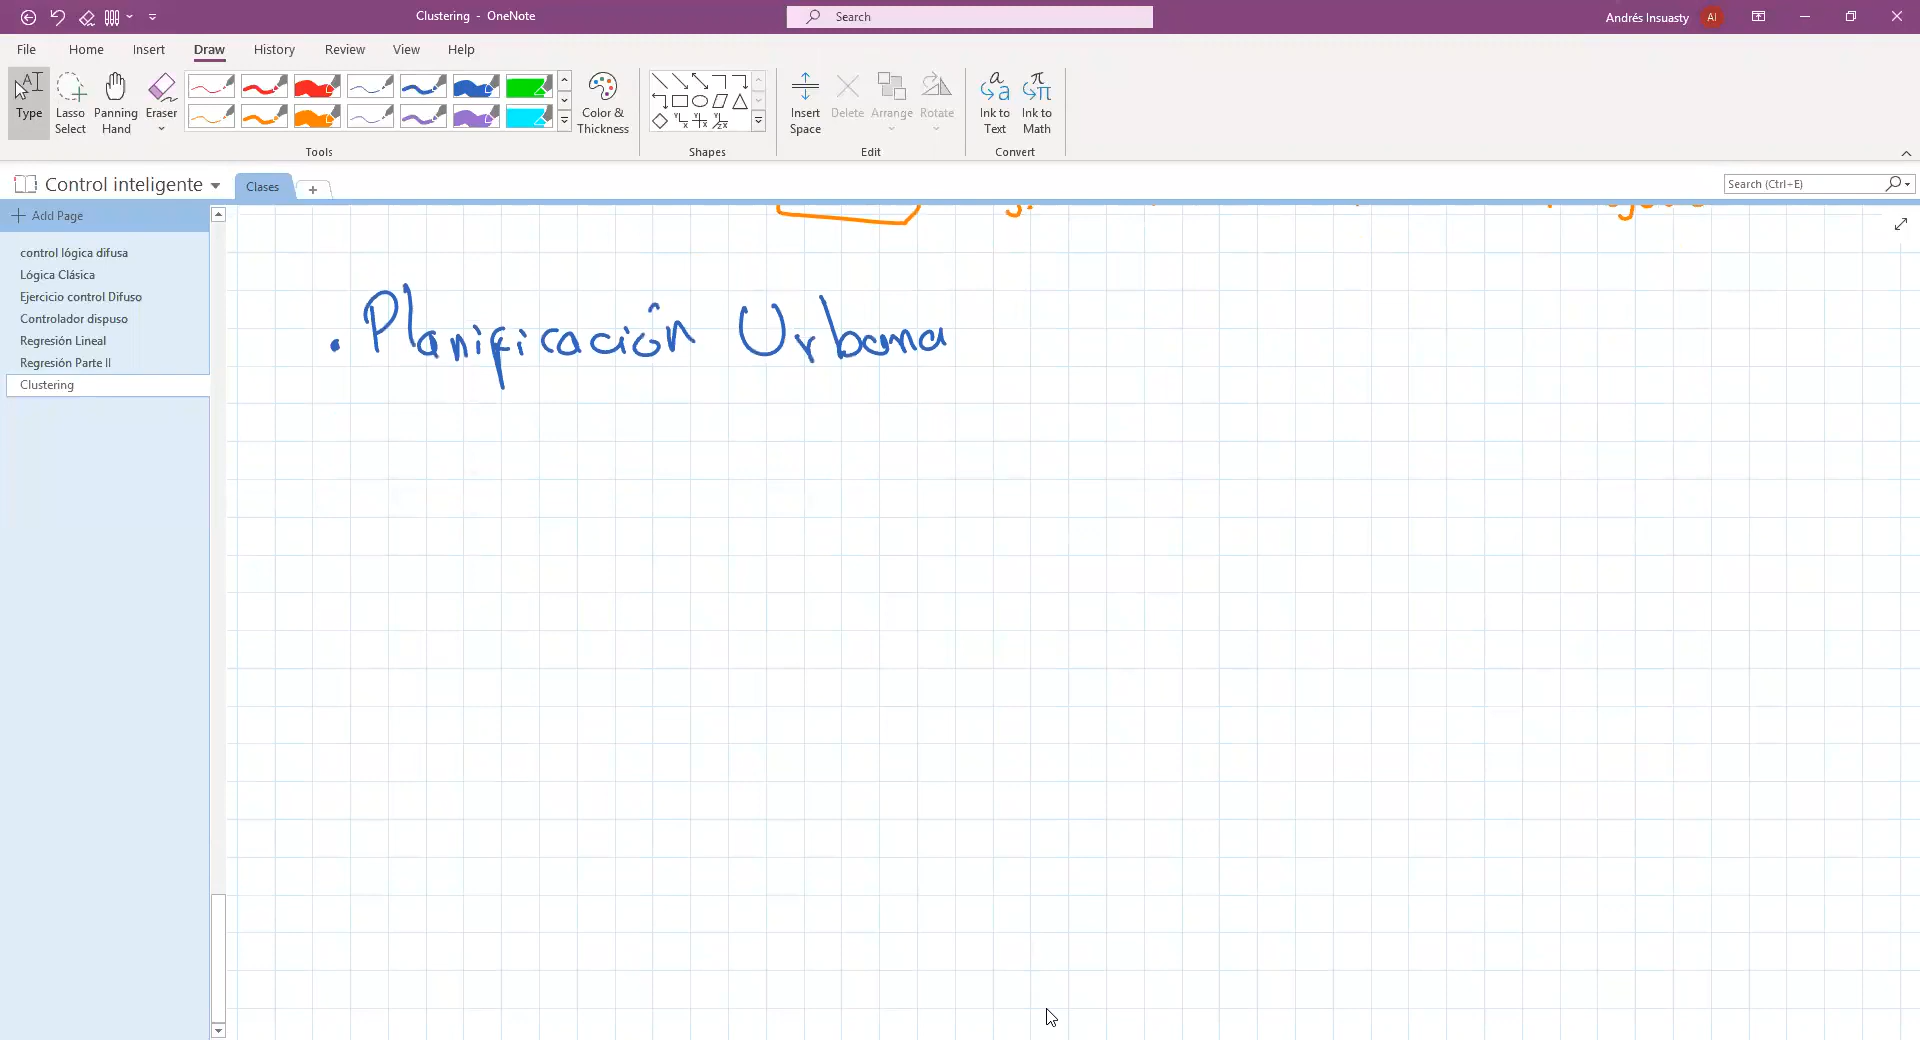 Clustering - OneNote
Search
Andrés Insuasty
AI
File Home Insert Draw History Review View Help
Type
Lasso Select
Panning Hand
Eraser
Color & Thickness
Insert Space
Delete
Arrange
Rotate
Ink to Text
Ink to Math
Tools
Shapes
Edit
Convert
Control inteligente
Clases
Search (Ctrl+E)
Add Page
control lógica difusa
Lógica Clásica
Ejercicio control Difuso
Controlador dispuso
Regresión Lineal
Regresión Parte II
Clustering
. Planificación Urbana